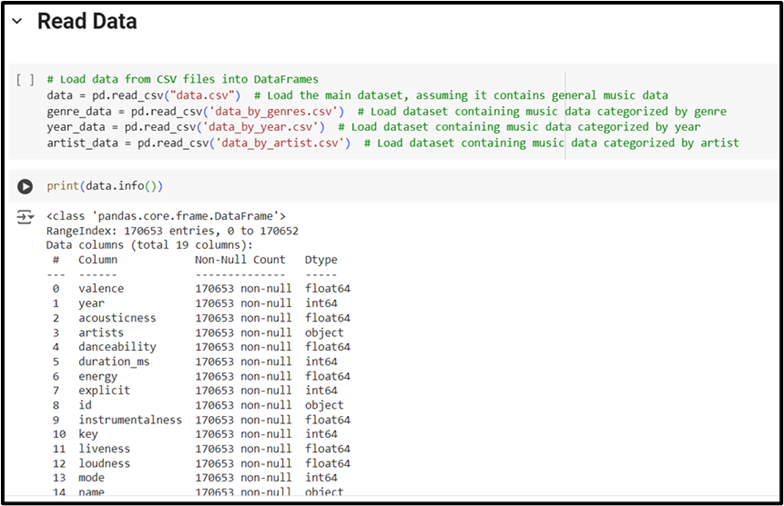 Read Data
[ ] # Load data from CSV files into DataFrames
data = pd.read_csv("data.csv")  # Load the main dataset, assuming it contains general music data
genre_data = pd.read_csv('data_by_genres.csv')  # Load dataset containing music data categorized by genre
year_data = pd.read_csv('data_by_year.csv')  # Load dataset containing music data categorized by year
artist_data = pd.read_csv('data_by_artist.csv')  # Load dataset containing music data categorized by artist
print(data.info())
<class 'pandas.core.frame.DataFrame'>
RangeIndex: 170653 entries, 0 to 170652
Data columns (total 19 columns):
 #   Column            Non-Null Count   Dtype
---  ------            --------------   -----
 0   valence           170653 non-null  float64
 1   year              170653 non-null  int64
 2   acousticness      170653 non-null  float64
 3   artists           170653 non-null  object
 4   danceability      170653 non-null  float64
 5   duration_ms       170653 non-null  int64
 6   energy            170653 non-null  float64
 7   explicit          170653 non-null  int64
 8   id                170653 non-null  object
 9   instrumentalness  170653 non-null  float64
 10  key               170653 non-null  int64
 11  liveness          170653 non-null  float64
 12  loudness          170653 non-null  float64
 13  mode              170653 non-null  int64
 14  name              170653 non-null  object